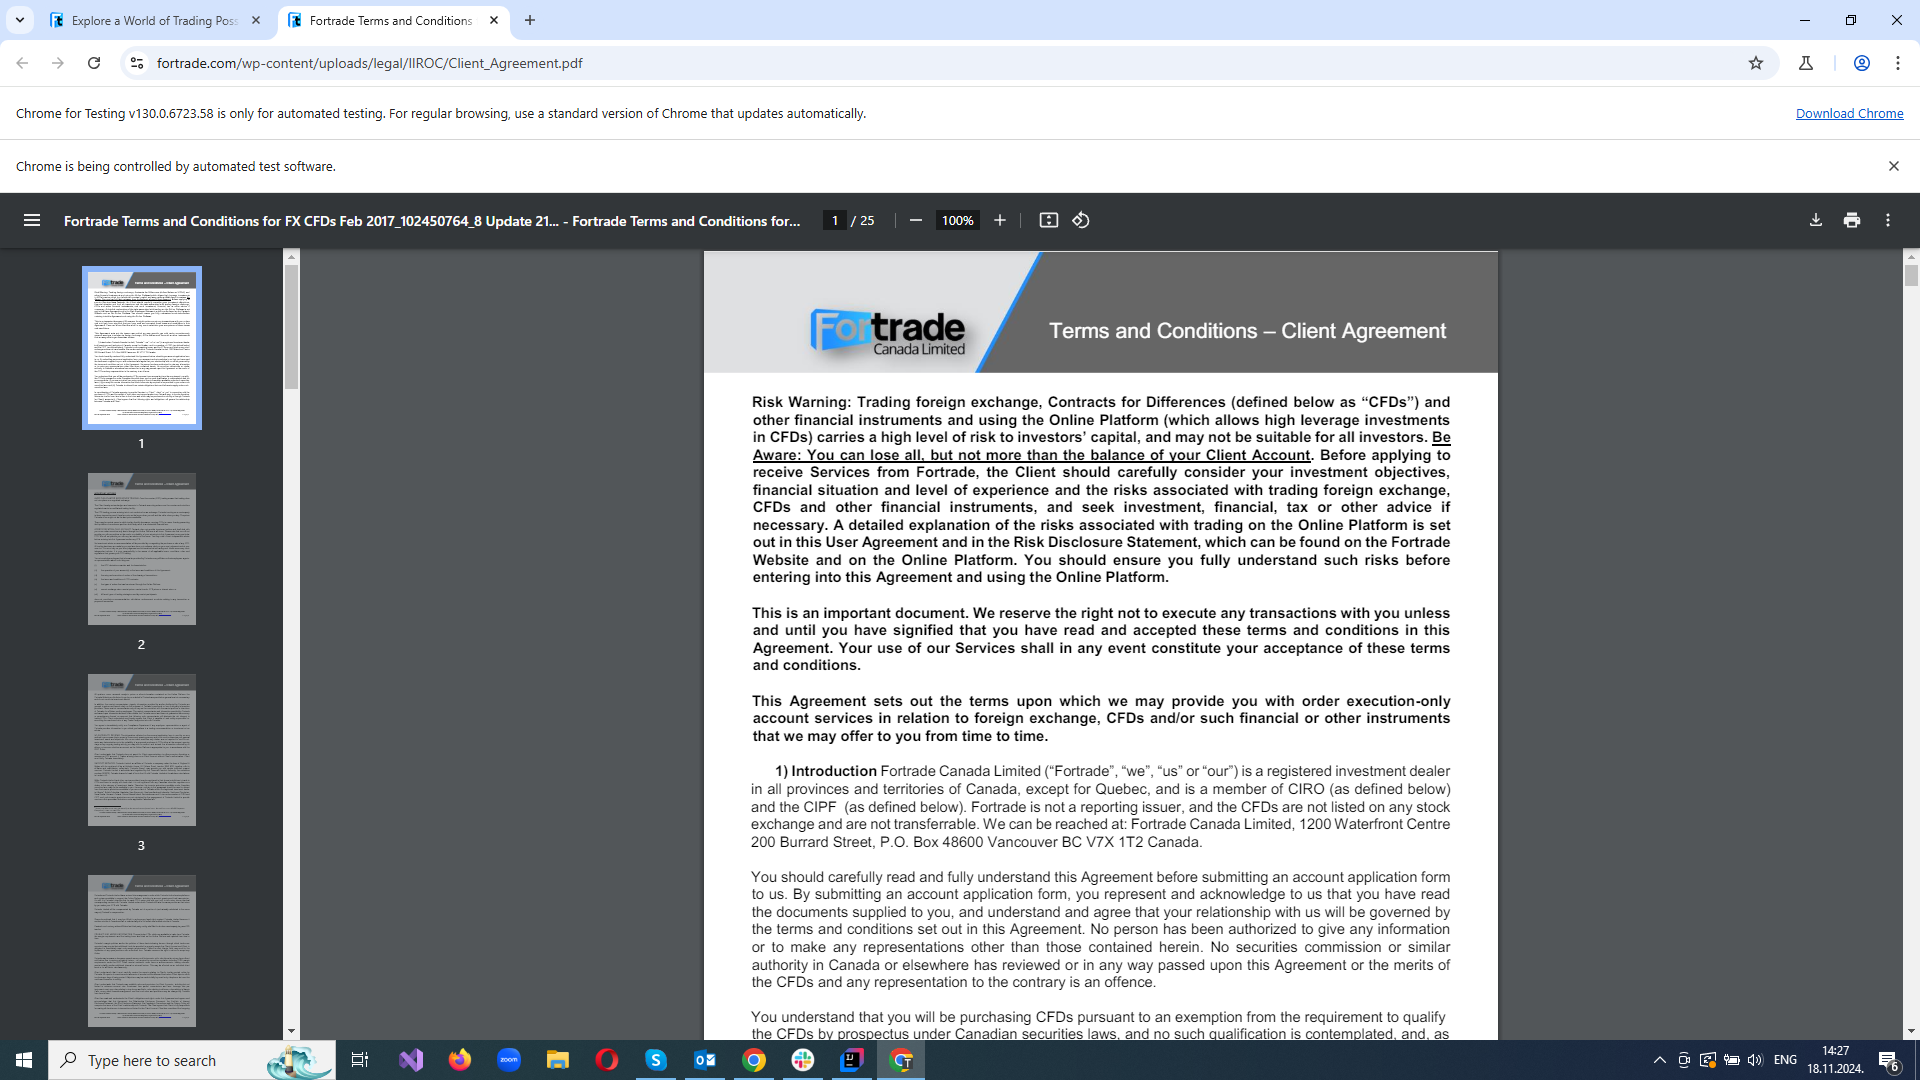 Explore a World of Trading Poss
Fortrade Terms and Conditions
fortrade.com/wp-content/uploads/legal/IIROC/Client_Agreement.pdf
Chrome for Testing v130.0.6723.58 is only for automated testing. For regular browsing, use a standard version of Chrome that updates automatically.
Download Chrome
Chrome is being controlled by automated test software.
Fortrade Terms and Conditions for FX CFDs Feb 2017_102450764_8 Update 21... - Fortrade Terms and Conditions for...
1 / 25
100%
1
2
3
Fortrade
Canada Limited
Terms and Conditions – Client Agreement
Risk Warning: Trading foreign exchange, Contracts for Differences (defined below as “CFDs”) and
other financial instruments and using the Online Platform (which allows high leverage investments
in CFDs) carries a high level of risk to investors’ capital, and may not be suitable for all investors. Be
Aware: You can lose all, but not more than the balance of your Client Account. Before applying to
receive Services from Fortrade, the Client should carefully consider your investment objectives,
financial situation and level of experience and the risks associated with trading foreign exchange,
CFDs and other financial instruments, and seek investment, financial, tax or other advice if
necessary. A detailed explanation of the risks associated with trading on the Online Platform is set
out in this User Agreement and in the Risk Disclosure Statement, which can be found on the Fortrade
Website and on the Online Platform. You should ensure you fully understand such risks before
entering into this Agreement and using the Online Platform.
This is an important document. We reserve the right not to execute any transactions with you unless
and until you have signified that you have read and accepted these terms and conditions in this
Agreement. Your use of our Services shall in any event constitute your acceptance of these terms
and conditions.
This Agreement sets out the terms upon which we may provide you with order execution-only
account services in relation to foreign exchange, CFDs and/or such financial or other instruments
that we may offer to you from time to time.
1) Introduction Fortrade Canada Limited (“Fortrade”, “we”, “us” or “our”) is a registered investment dealer
in all provinces and territories of Canada, except for Quebec, and is a member of CIRO (as defined below)
and the CIPF (as defined below). Fortrade is not a reporting issuer, and the CFDs are not listed on any stock
exchange and are not transferrable. We can be reached at: Fortrade Canada Limited, 1200 Waterfront Centre
200 Burrard Street, P.O. Box 48600 Vancouver BC V7X 1T2 Canada.
You should carefully read and fully understand this Agreement before submitting an account application form
to us. By submitting an account application form, you represent and acknowledge to us that you have read
the documents supplied to you, and understand and agree that your relationship with us will be governed by
the terms and conditions set out in this Agreement. No person has been authorized to give any information
or to make any representations other than those contained herein. No securities commission or similar
authority in Canada or elsewhere has reviewed or in any way passed upon this Agreement or the merits of
the CFDs and any representation to the contrary is an offence.
You understand that you will be purchasing CFDs pursuant to an exemption from the requirement to qualify
the CFDs by prospectus under Canadian securities laws, and no such qualification is contemplated, and, as
Type here to search
zoom
ENG
14:27
18.11.2024.
6